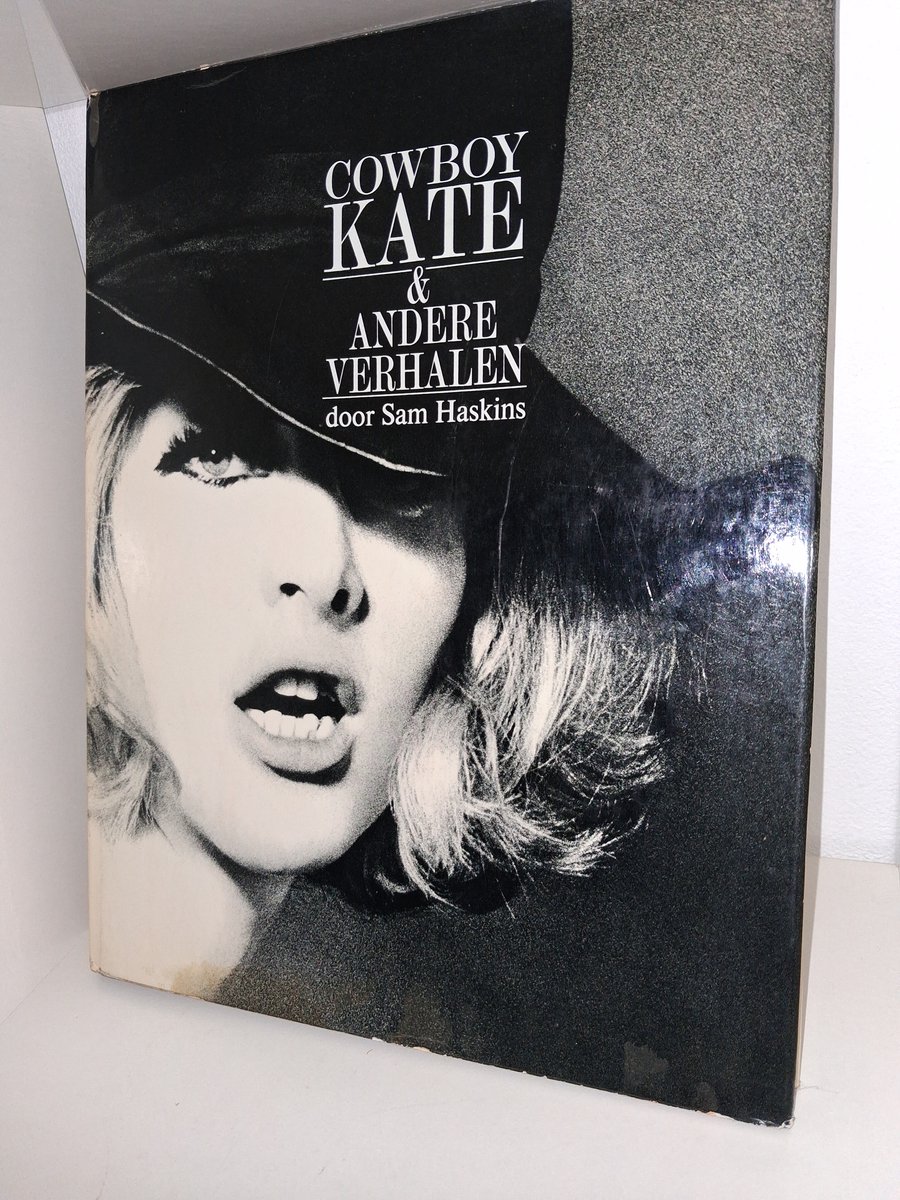 COWBOY
KATE
&
ANDERE
VERHALEN
door Sam Haskins